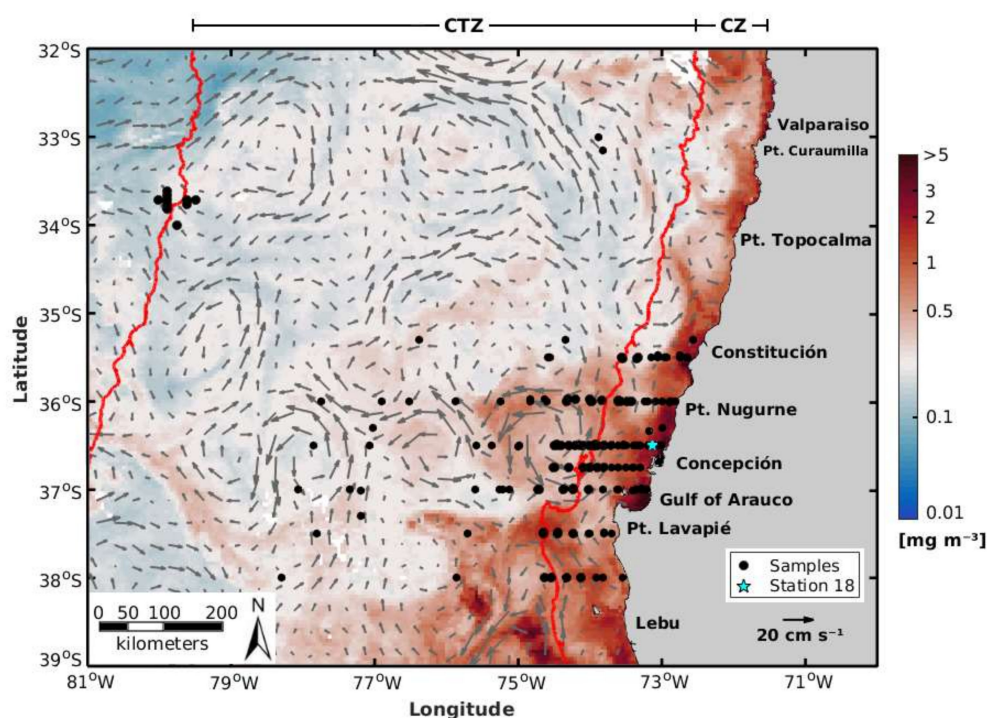 CTZ CZ
32°S
33°S
34°S
35°S
36°S
37°S
38°S
39°S
Latitude
81°W 79°W 77°W 75°W 73°W 71°W
Longitude
Valparaiso
Pt. Curaumilla
Pt. Topocalma
Constitución
Pt. Nugurne
Concepción
Gulf of Arauco
Pt. Lavapié
Lebu
Samples
Station 18
20 cm s⁻¹
0 50 100 200
kilometers
N
>5
3
2
1
0.5
0.1
0.01
[mg m⁻³]